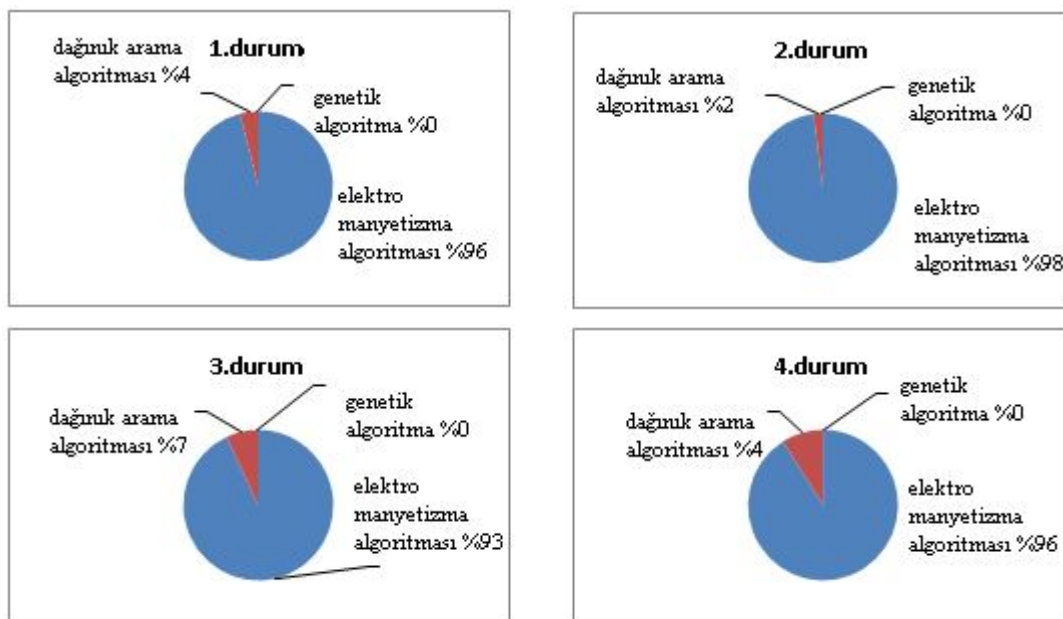 1.durum
dağınık arama
algoritması %4
genetik
algoritma %0
elektro
manyetizma
algoritması %96
2.durum
dağınık arama
algoritması %2
genetik
algoritma %0
elektro
manyetizma
algoritması %98
3.durum
dağınık arama
algoritması %7
genetik
algoritma %0
elektro
manyetizma
algoritması %93
4.durum
dağınık arama
algoritması %4
genetik
algoritma %0
elektro
manyetizma
algoritması %96